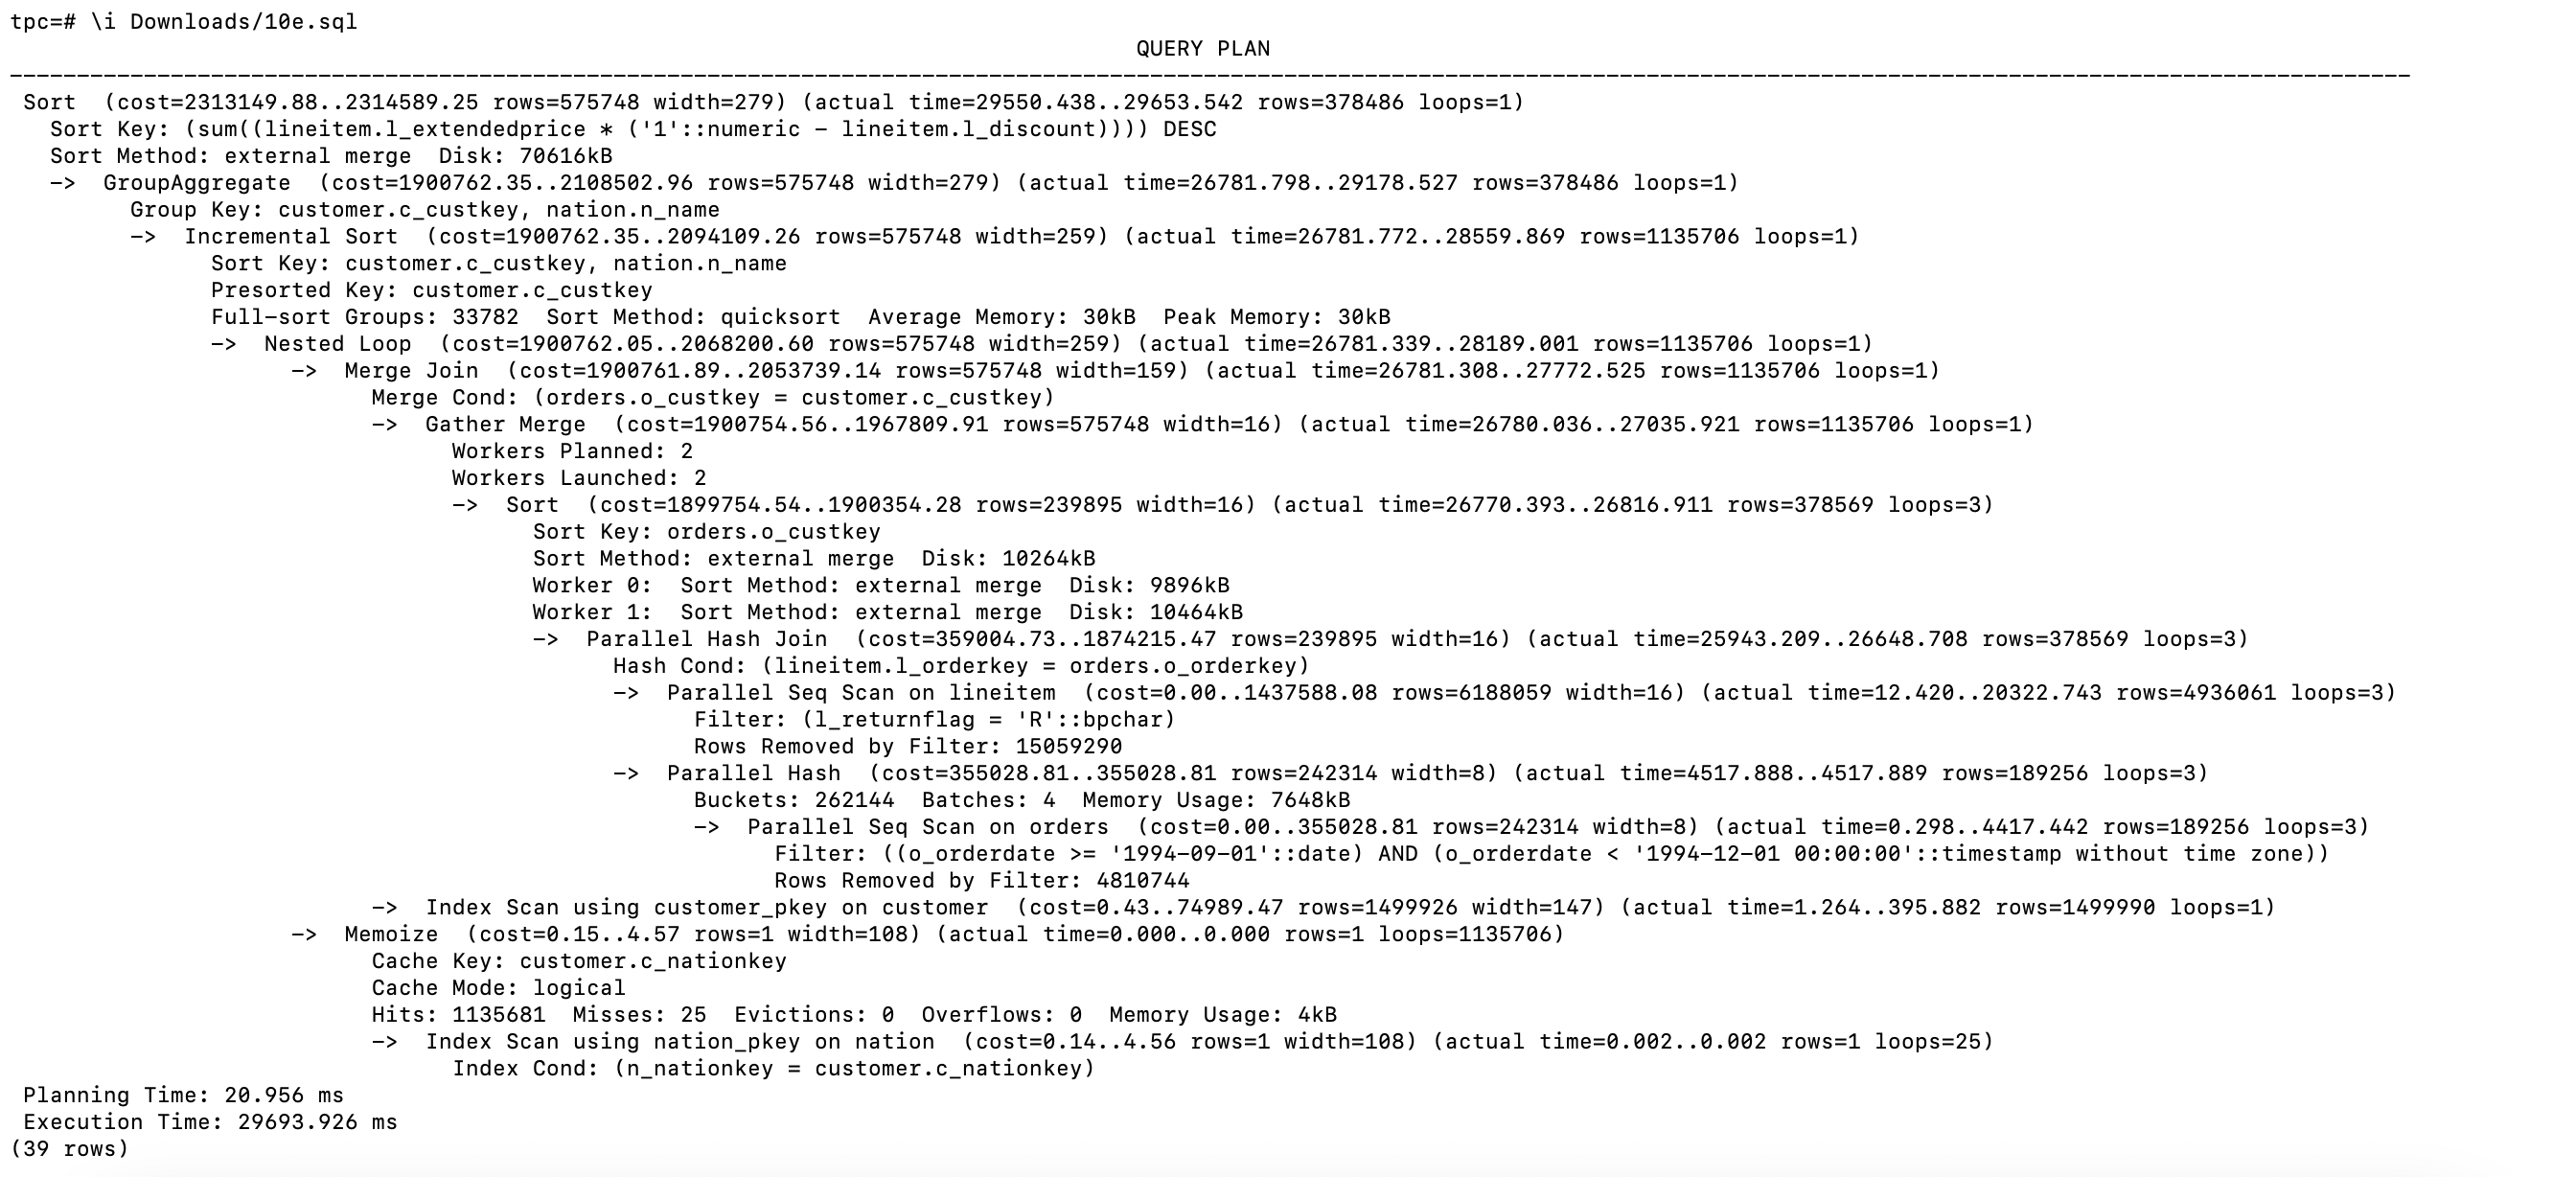 tpc=# \i Downloads/10e.sql
QUERY PLAN
-----------------------------------------------------------------------------------------------------------------------------------------------------------------------------------
Sort  (cost=2313149.88..2314589.25 rows=575748 width=279) (actual time=29550.438..29653.542 rows=378486 loops=1)
Sort Key: (sum((lineitem.l_extendedprice * ('1'::numeric - lineitem.l_discount)))) DESC
Sort Method: external merge  Disk: 70616kB
->  GroupAggregate  (cost=1900762.35..2108502.96 rows=575748 width=279) (actual time=26781.798..29178.527 rows=378486 loops=1)
Group Key: customer.c_custkey, nation.n_name
->  Incremental Sort  (cost=1900762.35..2094109.26 rows=575748 width=259) (actual time=26781.772..28559.869 rows=1135706 loops=1)
Sort Key: customer.c_custkey, nation.n_name
Presorted Key: customer.c_custkey
Full-sort Groups: 33782  Sort Method: quicksort  Average Memory: 30kB  Peak Memory: 30kB
->  Nested Loop  (cost=1900762.05..2068200.60 rows=575748 width=259) (actual time=26781.339..28189.001 rows=1135706 loops=1)
->  Merge Join  (cost=1900761.89..2053739.14 rows=575748 width=159) (actual time=26781.308..27772.525 rows=1135706 loops=1)
Merge Cond: (orders.o_custkey = customer.c_custkey)
->  Gather Merge  (cost=1900754.56..1967809.91 rows=575748 width=16) (actual time=26780.036..27035.921 rows=1135706 loops=1)
Workers Planned: 2
Workers Launched: 2
->  Sort  (cost=1899754.54..1900354.28 rows=239895 width=16) (actual time=26770.393..26816.911 rows=378569 loops=3)
Sort Key: orders.o_custkey
Sort Method: external merge  Disk: 10264kB
Worker 0:  Sort Method: external merge  Disk: 9896kB
Worker 1:  Sort Method: external merge  Disk: 10464kB
->  Parallel Hash Join  (cost=359004.73..1874215.47 rows=239895 width=16) (actual time=25943.209..26648.708 rows=378569 loops=3)
Hash Cond: (lineitem.l_orderkey = orders.o_orderkey)
->  Parallel Seq Scan on lineitem  (cost=0.00..1437588.08 rows=6188059 width=16) (actual time=12.420..20322.743 rows=4936061 loops=3)
Filter: (l_returnflag = 'R'::bpchar)
Rows Removed by Filter: 15059290
->  Parallel Hash  (cost=355028.81..355028.81 rows=242314 width=8) (actual time=4517.888..4517.889 rows=189256 loops=3)
Buckets: 262144  Batches: 4  Memory Usage: 7648kB
->  Parallel Seq Scan on orders  (cost=0.00..355028.81 rows=242314 width=8) (actual time=0.298..4417.442 rows=189256 loops=3)
Filter: ((o_orderdate >= '1994-09-01'::date) AND (o_orderdate < '1994-12-01 00:00:00'::timestamp without time zone))
Rows Removed by Filter: 4810744
->  Index Scan using customer_pkey on customer  (cost=0.43..74989.47 rows=1499926 width=147) (actual time=1.264..395.882 rows=1499990 loops=1)
->  Memoize  (cost=0.15..4.57 rows=1 width=108) (actual time=0.000..0.000 rows=1 loops=1135706)
Cache Key: customer.c_nationkey
Cache Mode: logical
Hits: 1135681  Misses: 25  Evictions: 0  Overflows: 0  Memory Usage: 4kB
->  Index Scan using nation_pkey on nation  (cost=0.14..4.56 rows=1 width=108) (actual time=0.002..0.002 rows=1 loops=25)
Index Cond: (n_nationkey = customer.c_nationkey)
Planning Time: 20.956 ms
Execution Time: 29693.926 ms
(39 rows)